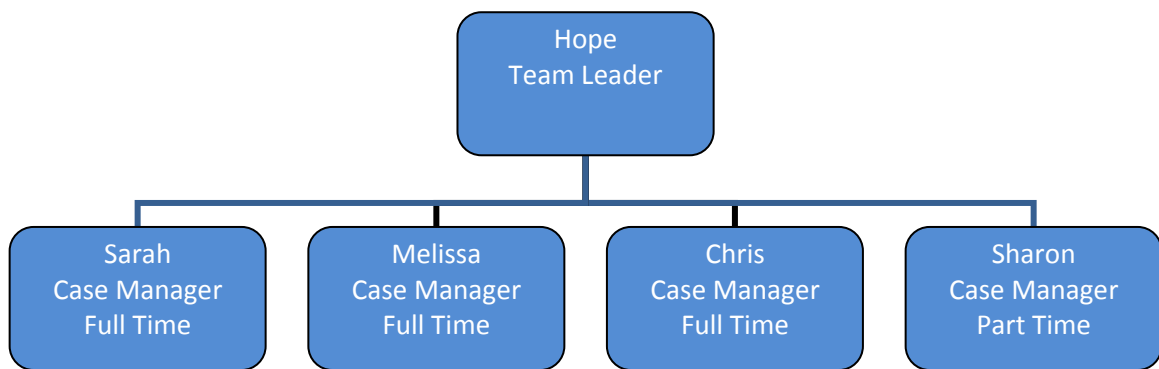 Hope
Team Leader
Sarah
Case Manager
Full Time
Melissa
Case Manager
Full Time
Chris
Case Manager
Full Time
Sharon
Case Manager
Part Time